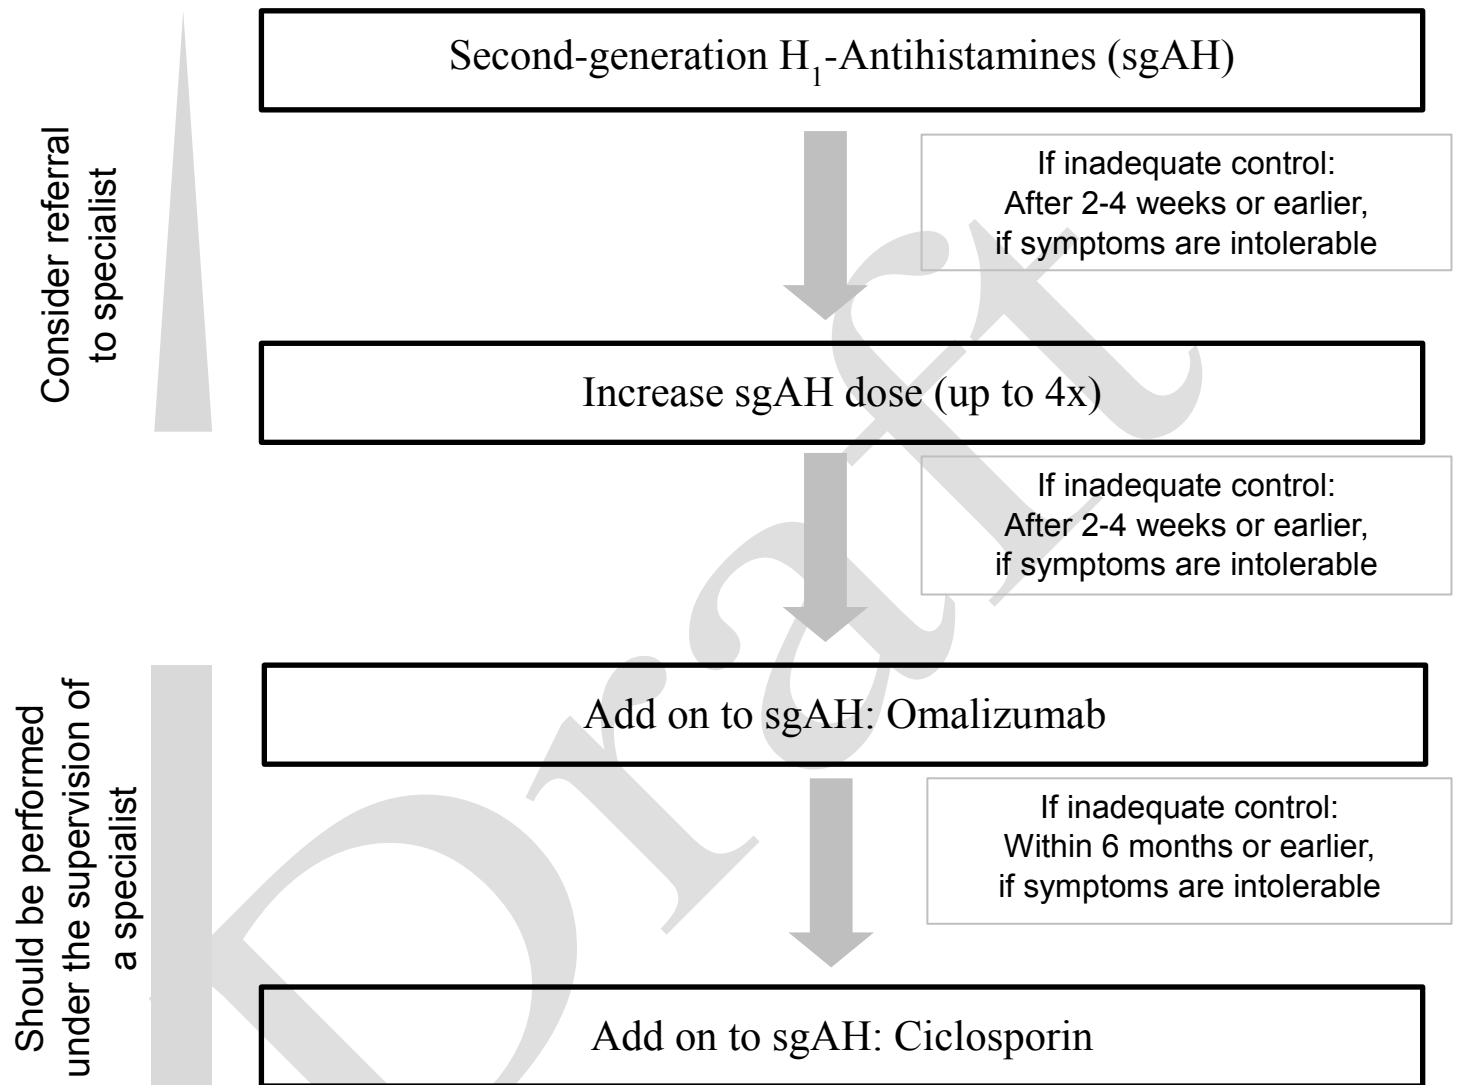 Second-generation H₁-Antihistamines (sgAH)
If inadequate control:
After 2-4 weeks or earlier,
if symptoms are intolerable
Consider referral
to specialist
Increase sgAH dose (up to 4x)
If inadequate control:
After 2-4 weeks or earlier,
if symptoms are intolerable
Add on to sgAH: Omalizumab
If inadequate control:
Within 6 months or earlier,
if symptoms are intolerable
Should be performed
under the supervision of
a specialist
Add on to sgAH: Ciclosporin
Draft